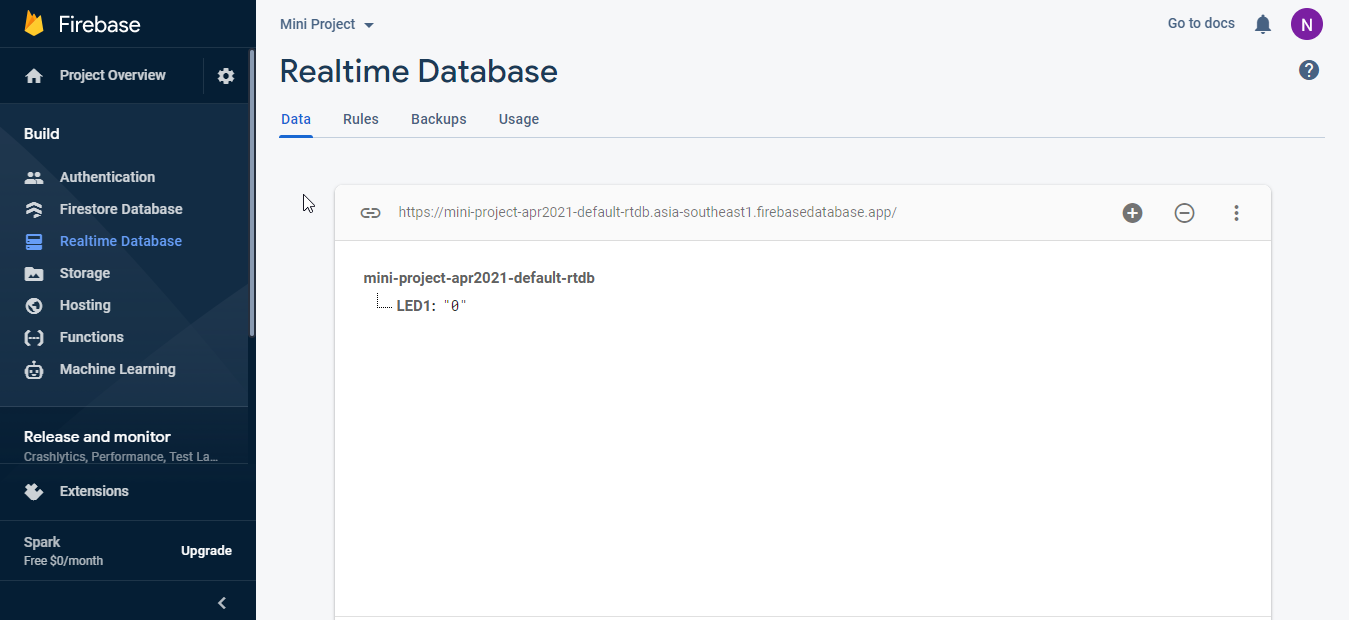 Firebase
Project Overview
Build
Authentication
Firestore Database
Realtime Database
Storage
Hosting
Functions
Machine Learning
Release and monitor
Crashlytics, Performance, Test La...
Extensions
Spark
Free $0/month
Upgrade
Mini Project
Go to docs
N
Realtime Database
?
Data Rules Backups Usage
https://mini-project-apr2021-default-rtdb.asia-southeast1.firebasedatabase.app/
mini-project-apr2021-default-rtdb
LED1: "0"